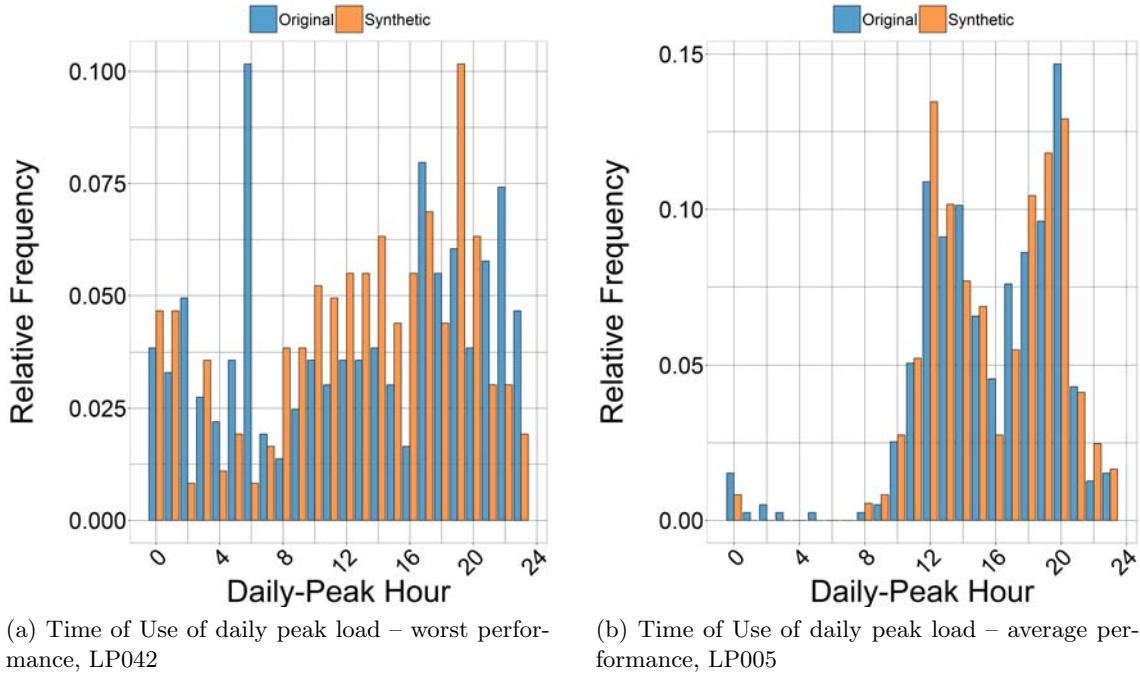 Original Synthetic
0.100
0.075
0.050
0.025
0.000
Relative Frequency
0 4 8 12 16 20 24
Daily-Peak Hour
(a) Time of Use of daily peak load – worst perfor-
mance, LP042
Original Synthetic
0.15
0.10
0.05
0.00
Relative Frequency
0 4 8 12 16 20 24
Daily-Peak Hour
(b) Time of Use of daily peak load – average per-
formance, LP005